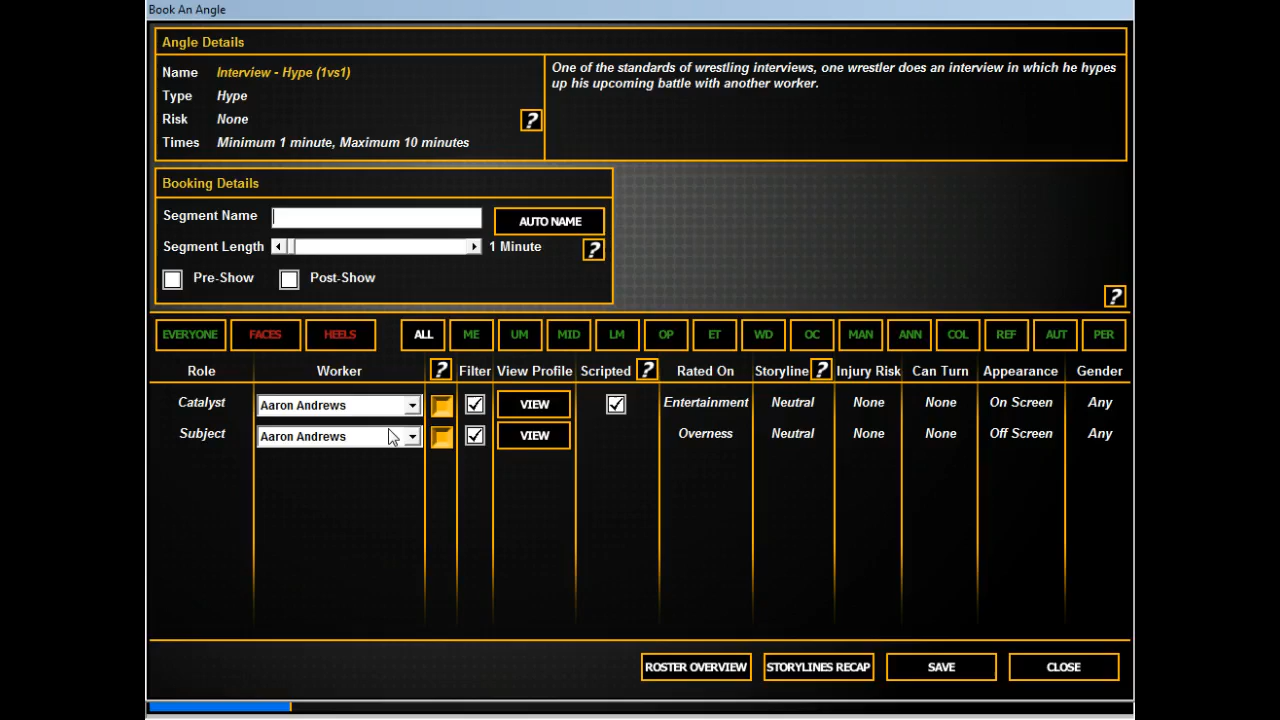 Book An Angle
Angle Details
Name Interview - Hype (1vs1)
Type Hype
Risk None
?
Times Minimum 1 minute, Maximum 10 minutes
One of the standards of wrestling interviews, one wrestler does an interview in which he hypes
up his upcoming battle with another worker.
Booking Details
Segment Name AUTO NAME
Segment Length 1 Minute ?
Pre-Show Post-Show
?
EVERYONE FACES HEELS ALL ME UM MID LM OP ET WD OC MAN ANN COL REF AUT PER
Role Worker ? Filter View Profile Scripted ? Rated On Storyline ? Injury Risk Can Turn Appearance Gender
Catalyst Aaron Andrews VIEW Entertainment Neutral None None On Screen Any
Subject Aaron Andrews VIEW Overness Neutral None None Off Screen Any
ROSTER OVERVIEW STORYLINES RECAP SAVE CLOSE